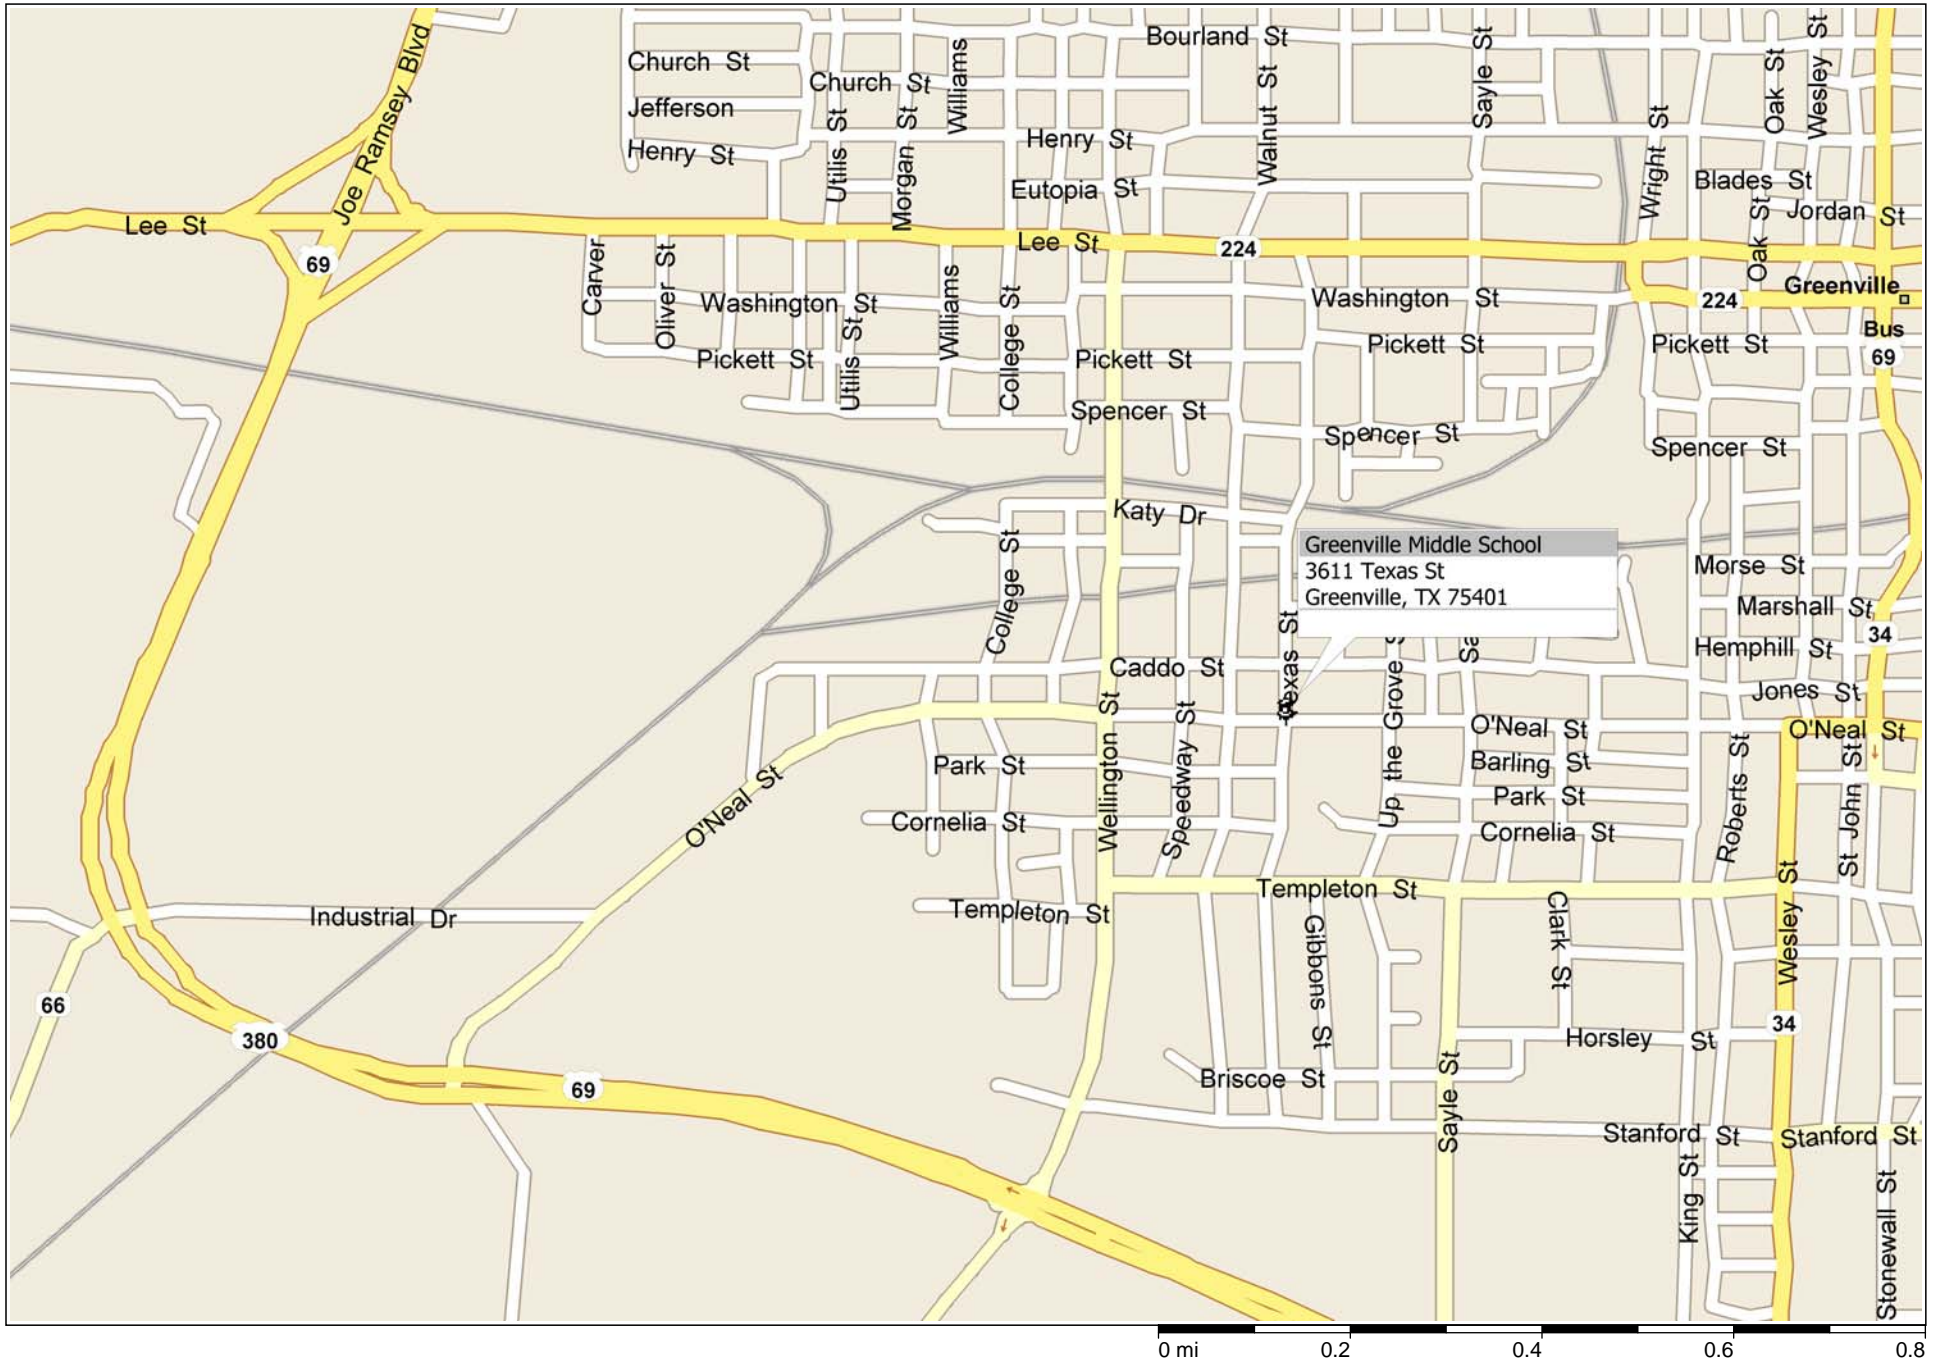 Bourland St
Sayle St
Wesley St
Joe Ramsey Blvd
Church St
Church St
Williams
Walnut St
Oak St
Jefferson
Utilis St
Morgan St
Wright St
Henry St
Henry St
Eutopia St
Blades St
Jordan St
Lee St
Lee St
224
Oak St
69
Carver
Oliver St
Washington St
Utilis St
Williams
College St
Washington St
224
Greenville
Bus
69
Pickett St
Pickett St
Pickett St
Pickett St
Spencer St
Spencer St
Spencer St
Katy Dr
College St
Greenville Middle School
3611 Texas St
Greenville, TX 75401
Morse St
Marshall St
34
Texas St
Hemphill St
Caddo St
Jones St
Wellington St
Speedway St
Up the Grove S
Sa
O'Neal St
O'Neal St
Barling St
Park St
Park St
Roberts St
St John St
O'Neal St
Cornelia St
Cornelia St
Templeton St
Templeton St
Industrial Dr
Gibbons St
Clark St
Wesley St
66
380
34
Horsley St
69
Briscoe St
Sayle St
Stanford St
Stanford St
King St
Stonewall St
0 mi 0.2 0.4 0.6 0.8